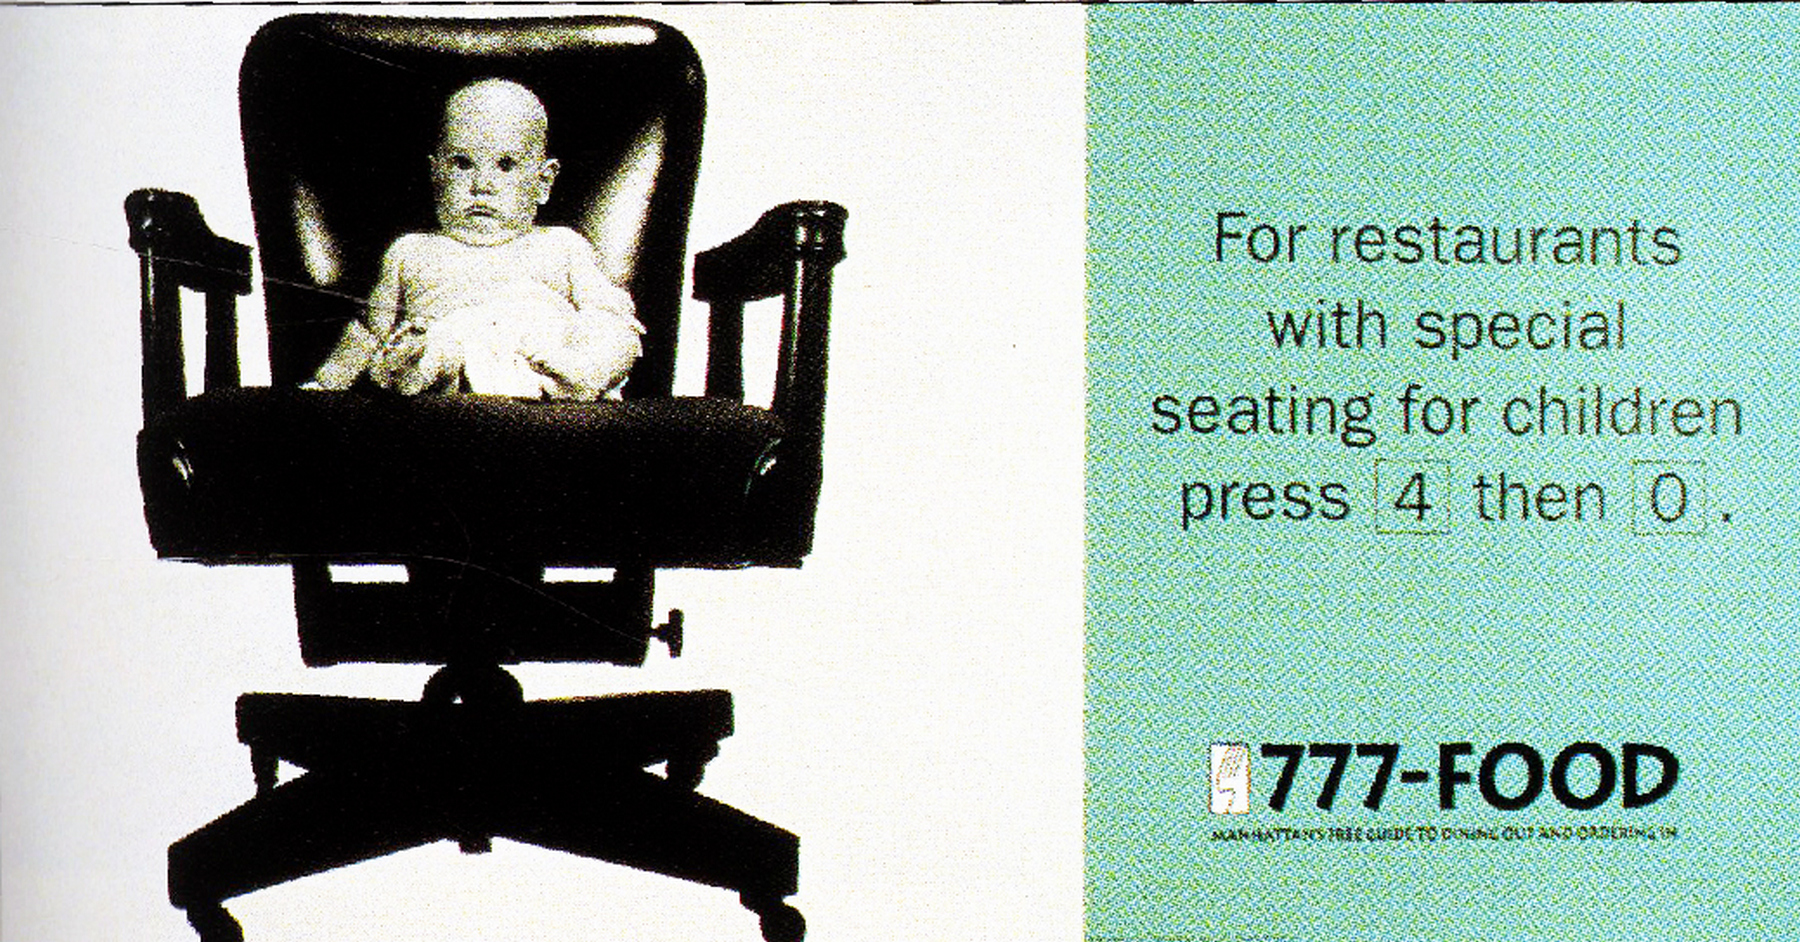 For restaurants
with special
seating for children
press 4 then 0.
777-FOOD
MANHATTAN'S FREE GUIDE TO DINING OUT AND ORDERING IN